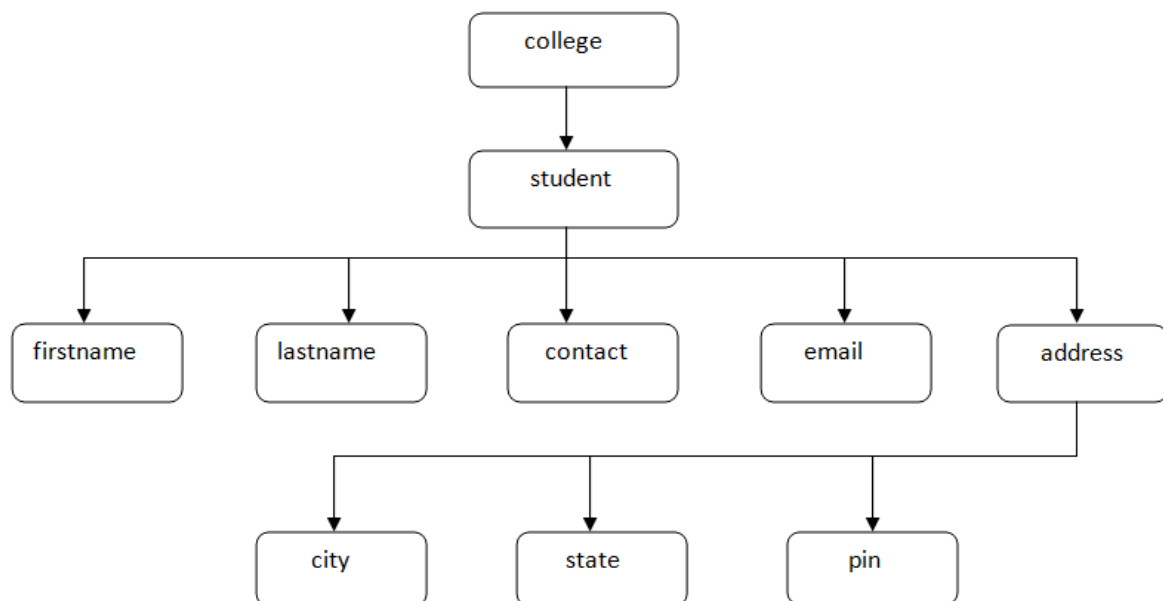 college
student
firstname
lastname
contact
email
address
city
state
pin